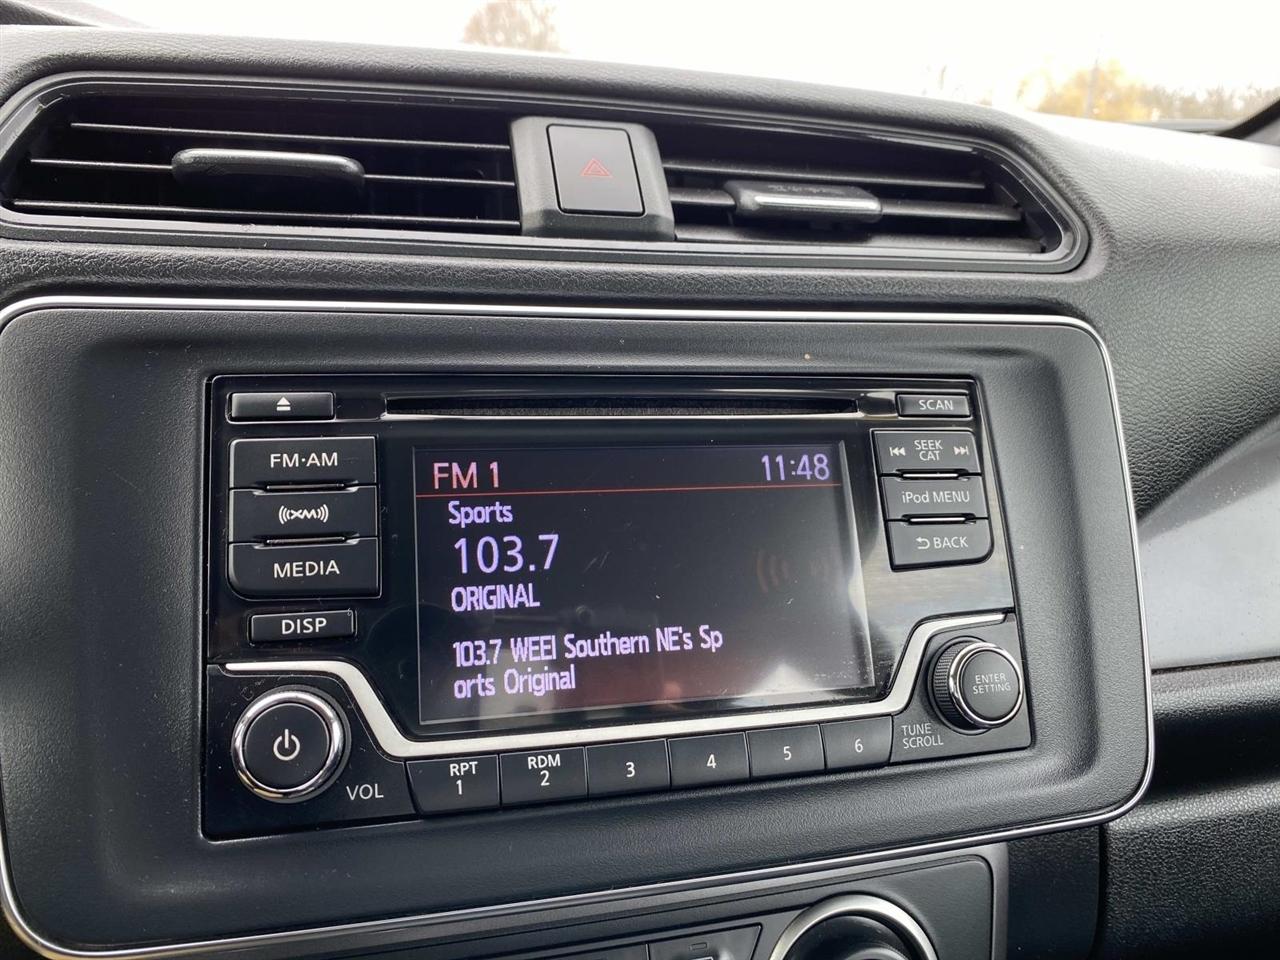 SCAN
FM·AM
SEEK
CAT
FM 1 11:48
Sports
iPod MENU
((XM))
103.7
BACK
MEDIA
ORIGINAL
DISP
103.7 WEEI Southern NE's Sp
orts Original
ENTER
SETTING
TUNE
SCROLL
VOL
RPT
1
RDM
2
3
4
5
6